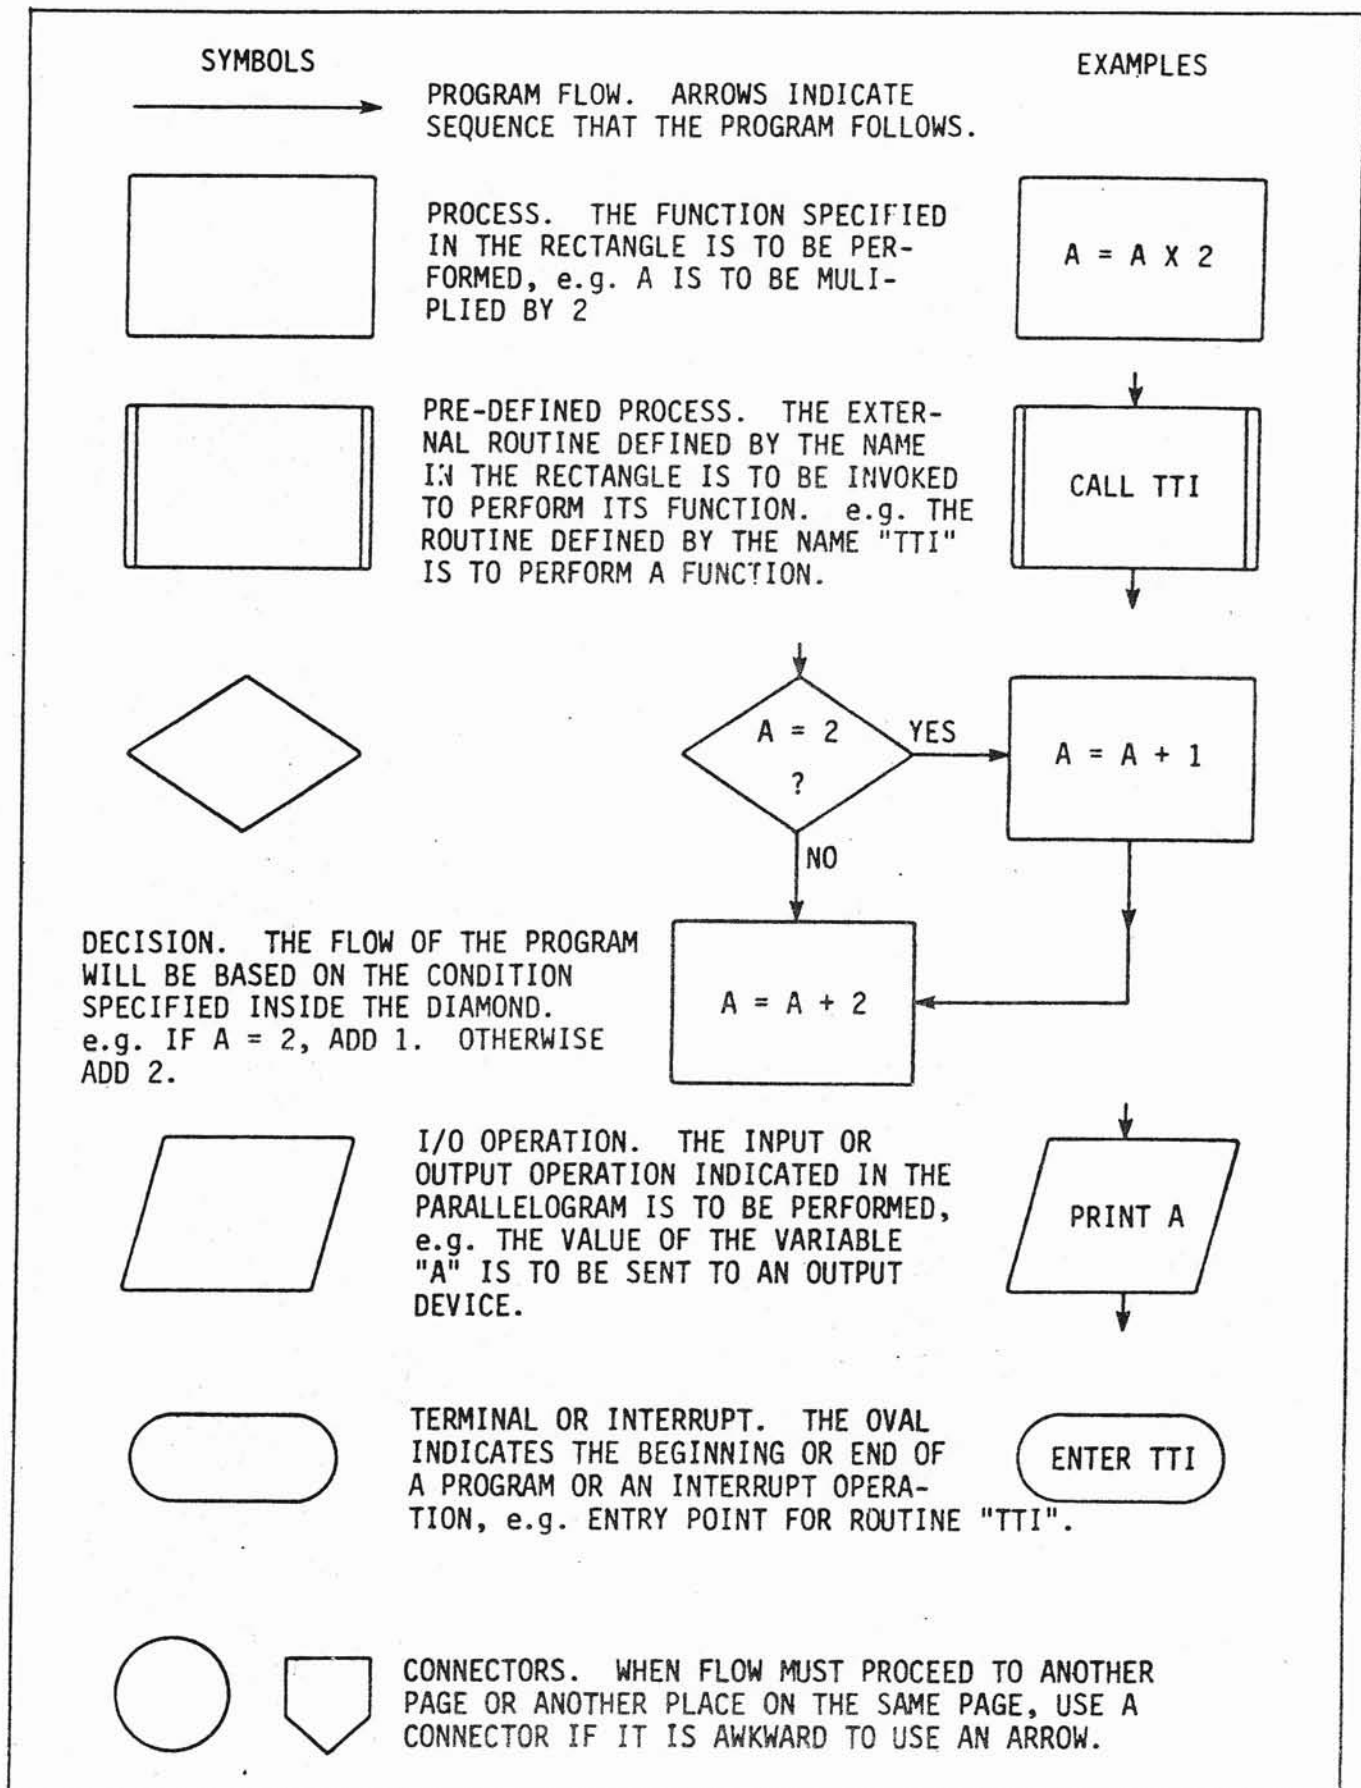 SYMBOLS
EXAMPLES
PROGRAM FLOW. ARROWS INDICATE
SEQUENCE THAT THE PROGRAM FOLLOWS.
PROCESS. THE FUNCTION SPECIFIED
IN THE RECTANGLE IS TO BE PER-
FORMED, e.g. A IS TO BE MULI-
PLIED BY 2
A = A X 2
PRE-DEFINED PROCESS. THE EXTER-
NAL ROUTINE DEFINED BY THE NAME
IN THE RECTANGLE IS TO BE INVOKED
TO PERFORM ITS FUNCTION. e.g. THE
ROUTINE DEFINED BY THE NAME "TTI"
IS TO PERFORM A FUNCTION.
CALL TTI
A = 2
?
YES
A = A + 1
NO
DECISION. THE FLOW OF THE PROGRAM
WILL BE BASED ON THE CONDITION
SPECIFIED INSIDE THE DIAMOND.
e.g. IF A = 2, ADD 1. OTHERWISE
ADD 2.
A = A + 2
I/O OPERATION. THE INPUT OR
OUTPUT OPERATION INDICATED IN THE
PARALLELOGRAM IS TO BE PERFORMED,
e.g. THE VALUE OF THE VARIABLE
"A" IS TO BE SENT TO AN OUTPUT
DEVICE.
PRINT A
TERMINAL OR INTERRUPT. THE OVAL
INDICATES THE BEGINNING OR END OF
A PROGRAM OR AN INTERRUPT OPERA-
TION, e.g. ENTRY POINT FOR ROUTINE "TTI".
ENTER TTI
CONNECTORS. WHEN FLOW MUST PROCEED TO ANOTHER
PAGE OR ANOTHER PLACE ON THE SAME PAGE, USE A
CONNECTOR IF IT IS AWKWARD TO USE AN ARROW.